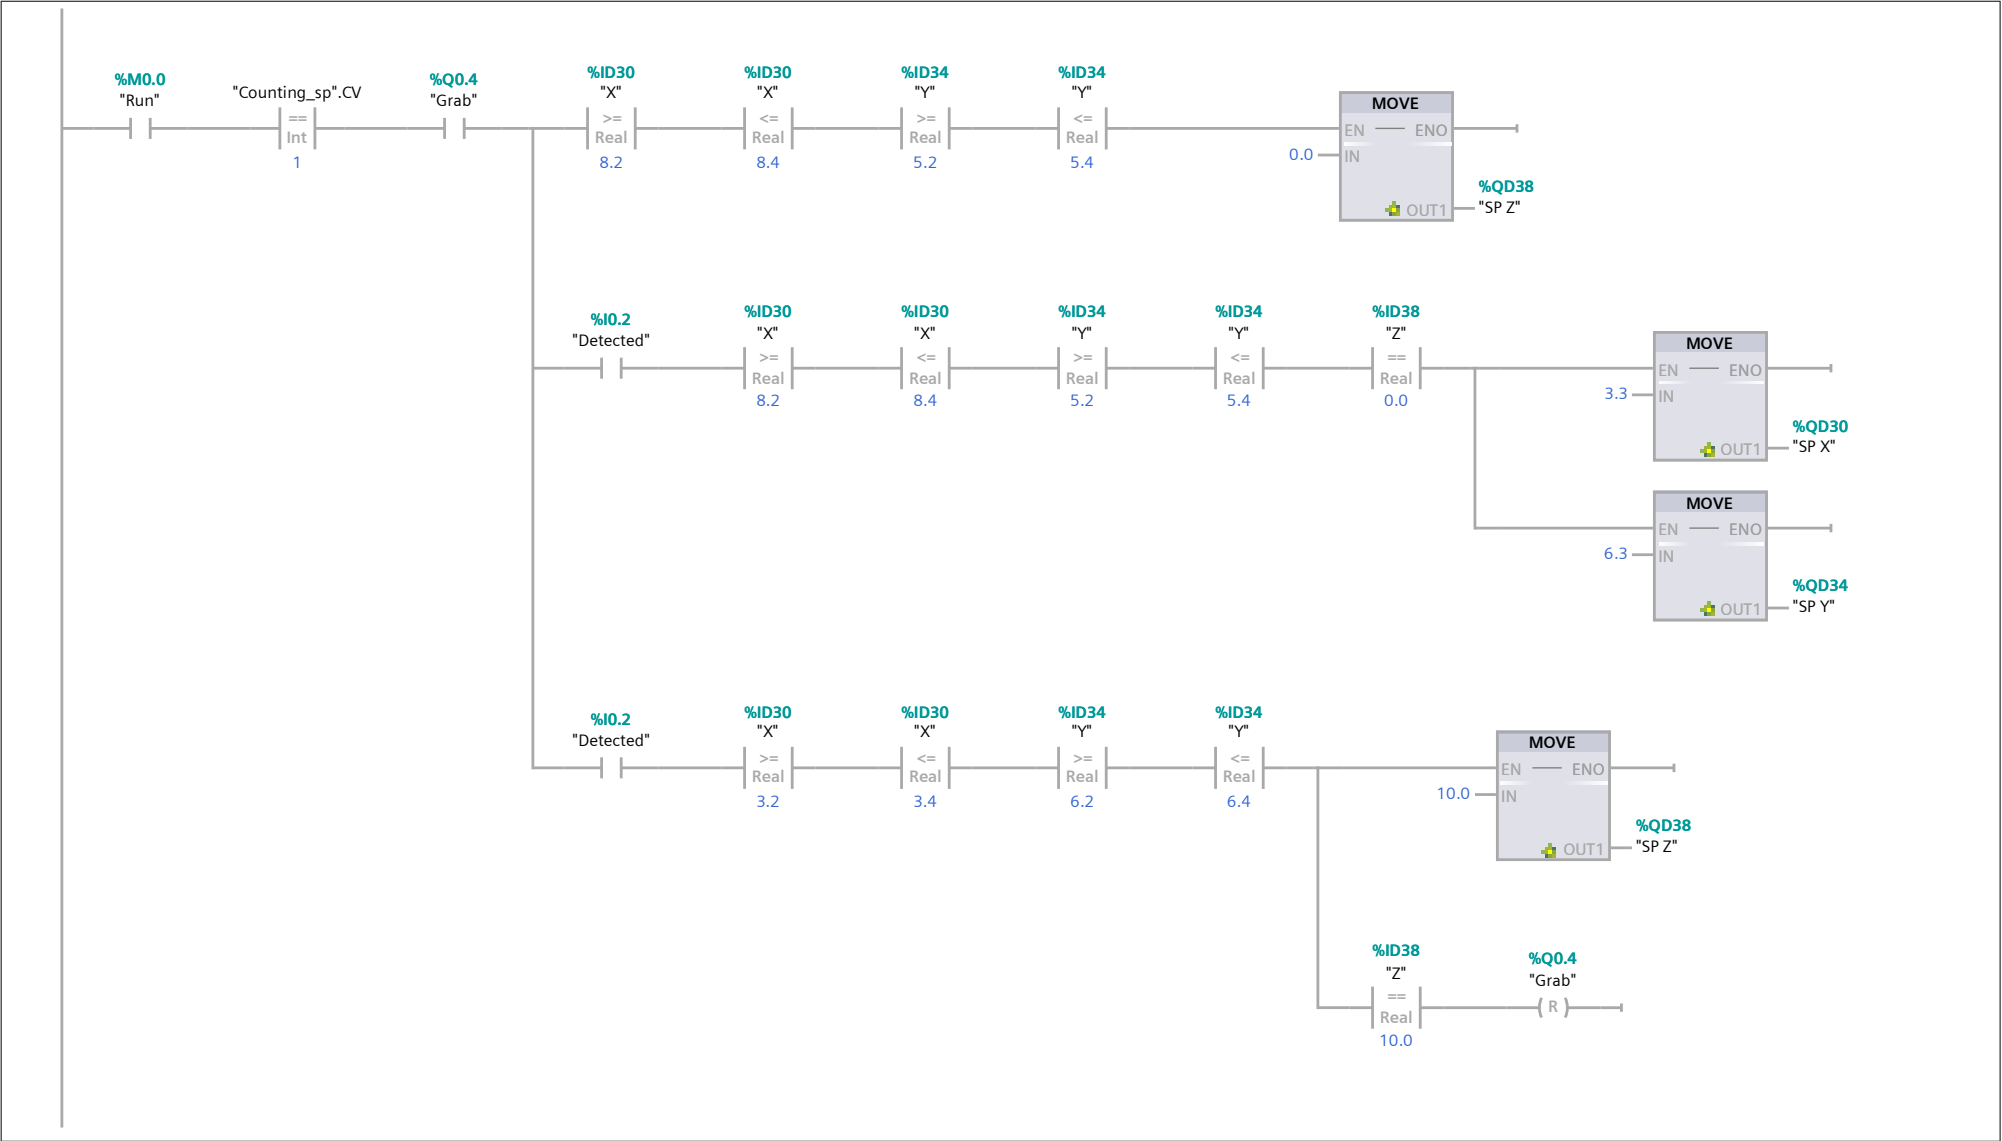 %M0.0
"Run"
"Counting_sp".CV
==
Int
1
%Q0.4
"Grab"
%ID30
"X"
>=
Real
8.2
%ID30
"X"
<=
Real
8.4
%ID34
"Y"
>=
Real
5.2
%ID34
"Y"
<=
Real
5.4
MOVE
EN ENO
0.0 IN
%QD38
OUT1 "SP Z"
%I0.2
"Detected"
%ID30
"X"
>=
Real
8.2
%ID30
"X"
<=
Real
8.4
%ID34
"Y"
>=
Real
5.2
%ID34
"Y"
<=
Real
5.4
%ID38
"Z"
==
Real
0.0
MOVE
EN ENO
3.3 IN
%QD30
OUT1 "SP X"
MOVE
EN ENO
6.3 IN
%QD34
OUT1 "SP Y"
%I0.2
"Detected"
%ID30
"X"
>=
Real
3.2
%ID30
"X"
<=
Real
3.4
%ID34
"Y"
>=
Real
6.2
%ID34
"Y"
<=
Real
6.4
MOVE
EN ENO
10.0 IN
%QD38
OUT1 "SP Z"
%ID38
"Z"
==
Real
10.0
%Q0.4
"Grab"
( R )